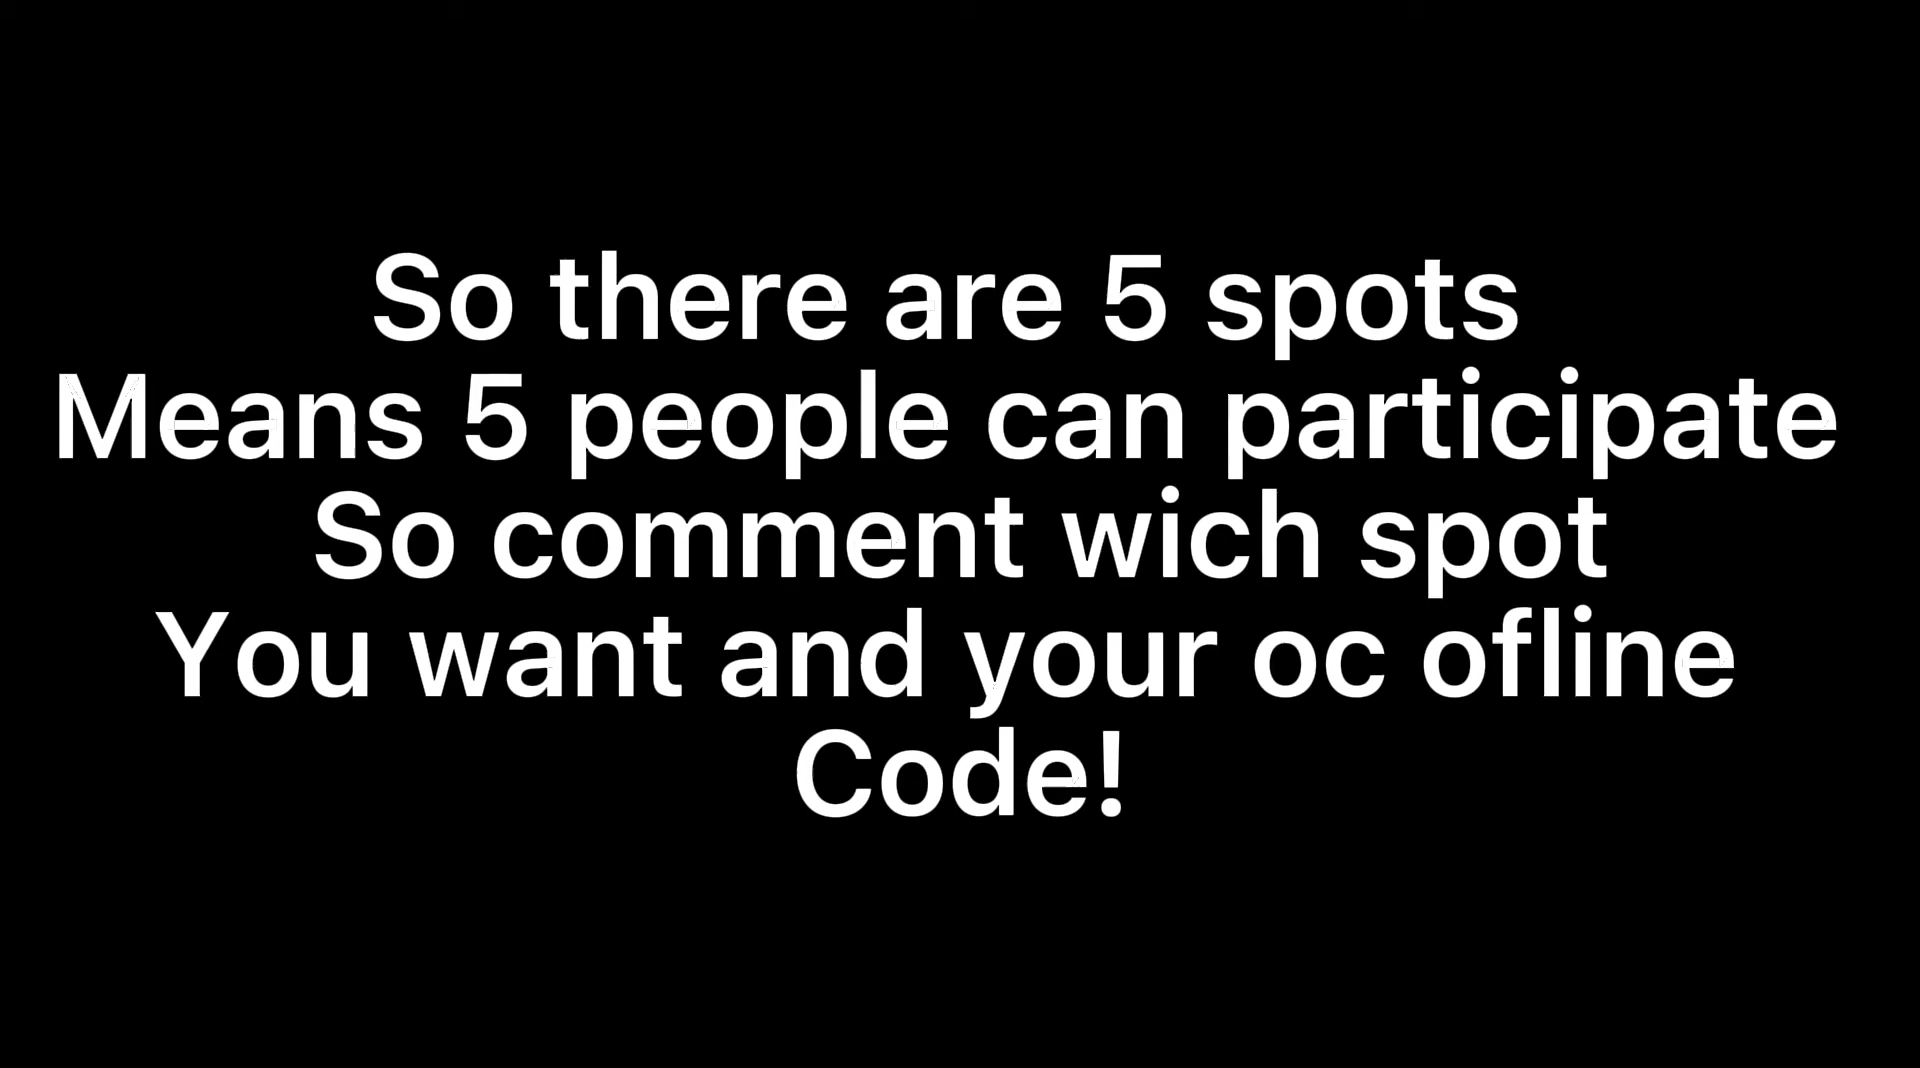 So there are 5 spots
Means 5 people can participate
So comment wich spot
You want and your oc ofline
Code!